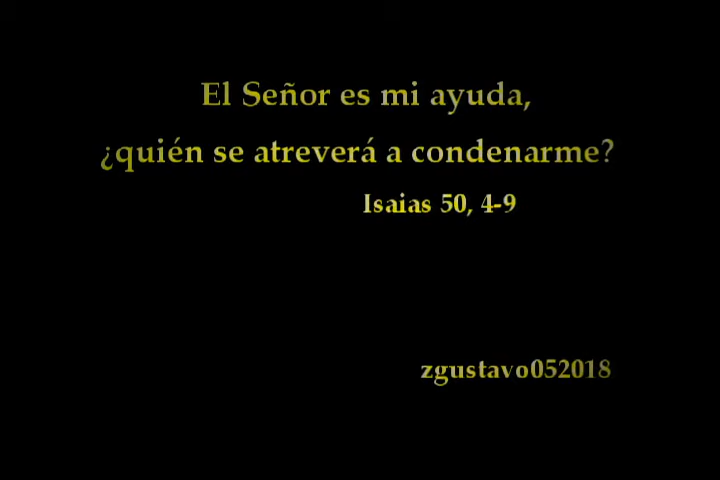 El Señor es mi ayuda,
¿quién se atreverá a condenarme?
Isaias 50, 4-9
zgustavo052018